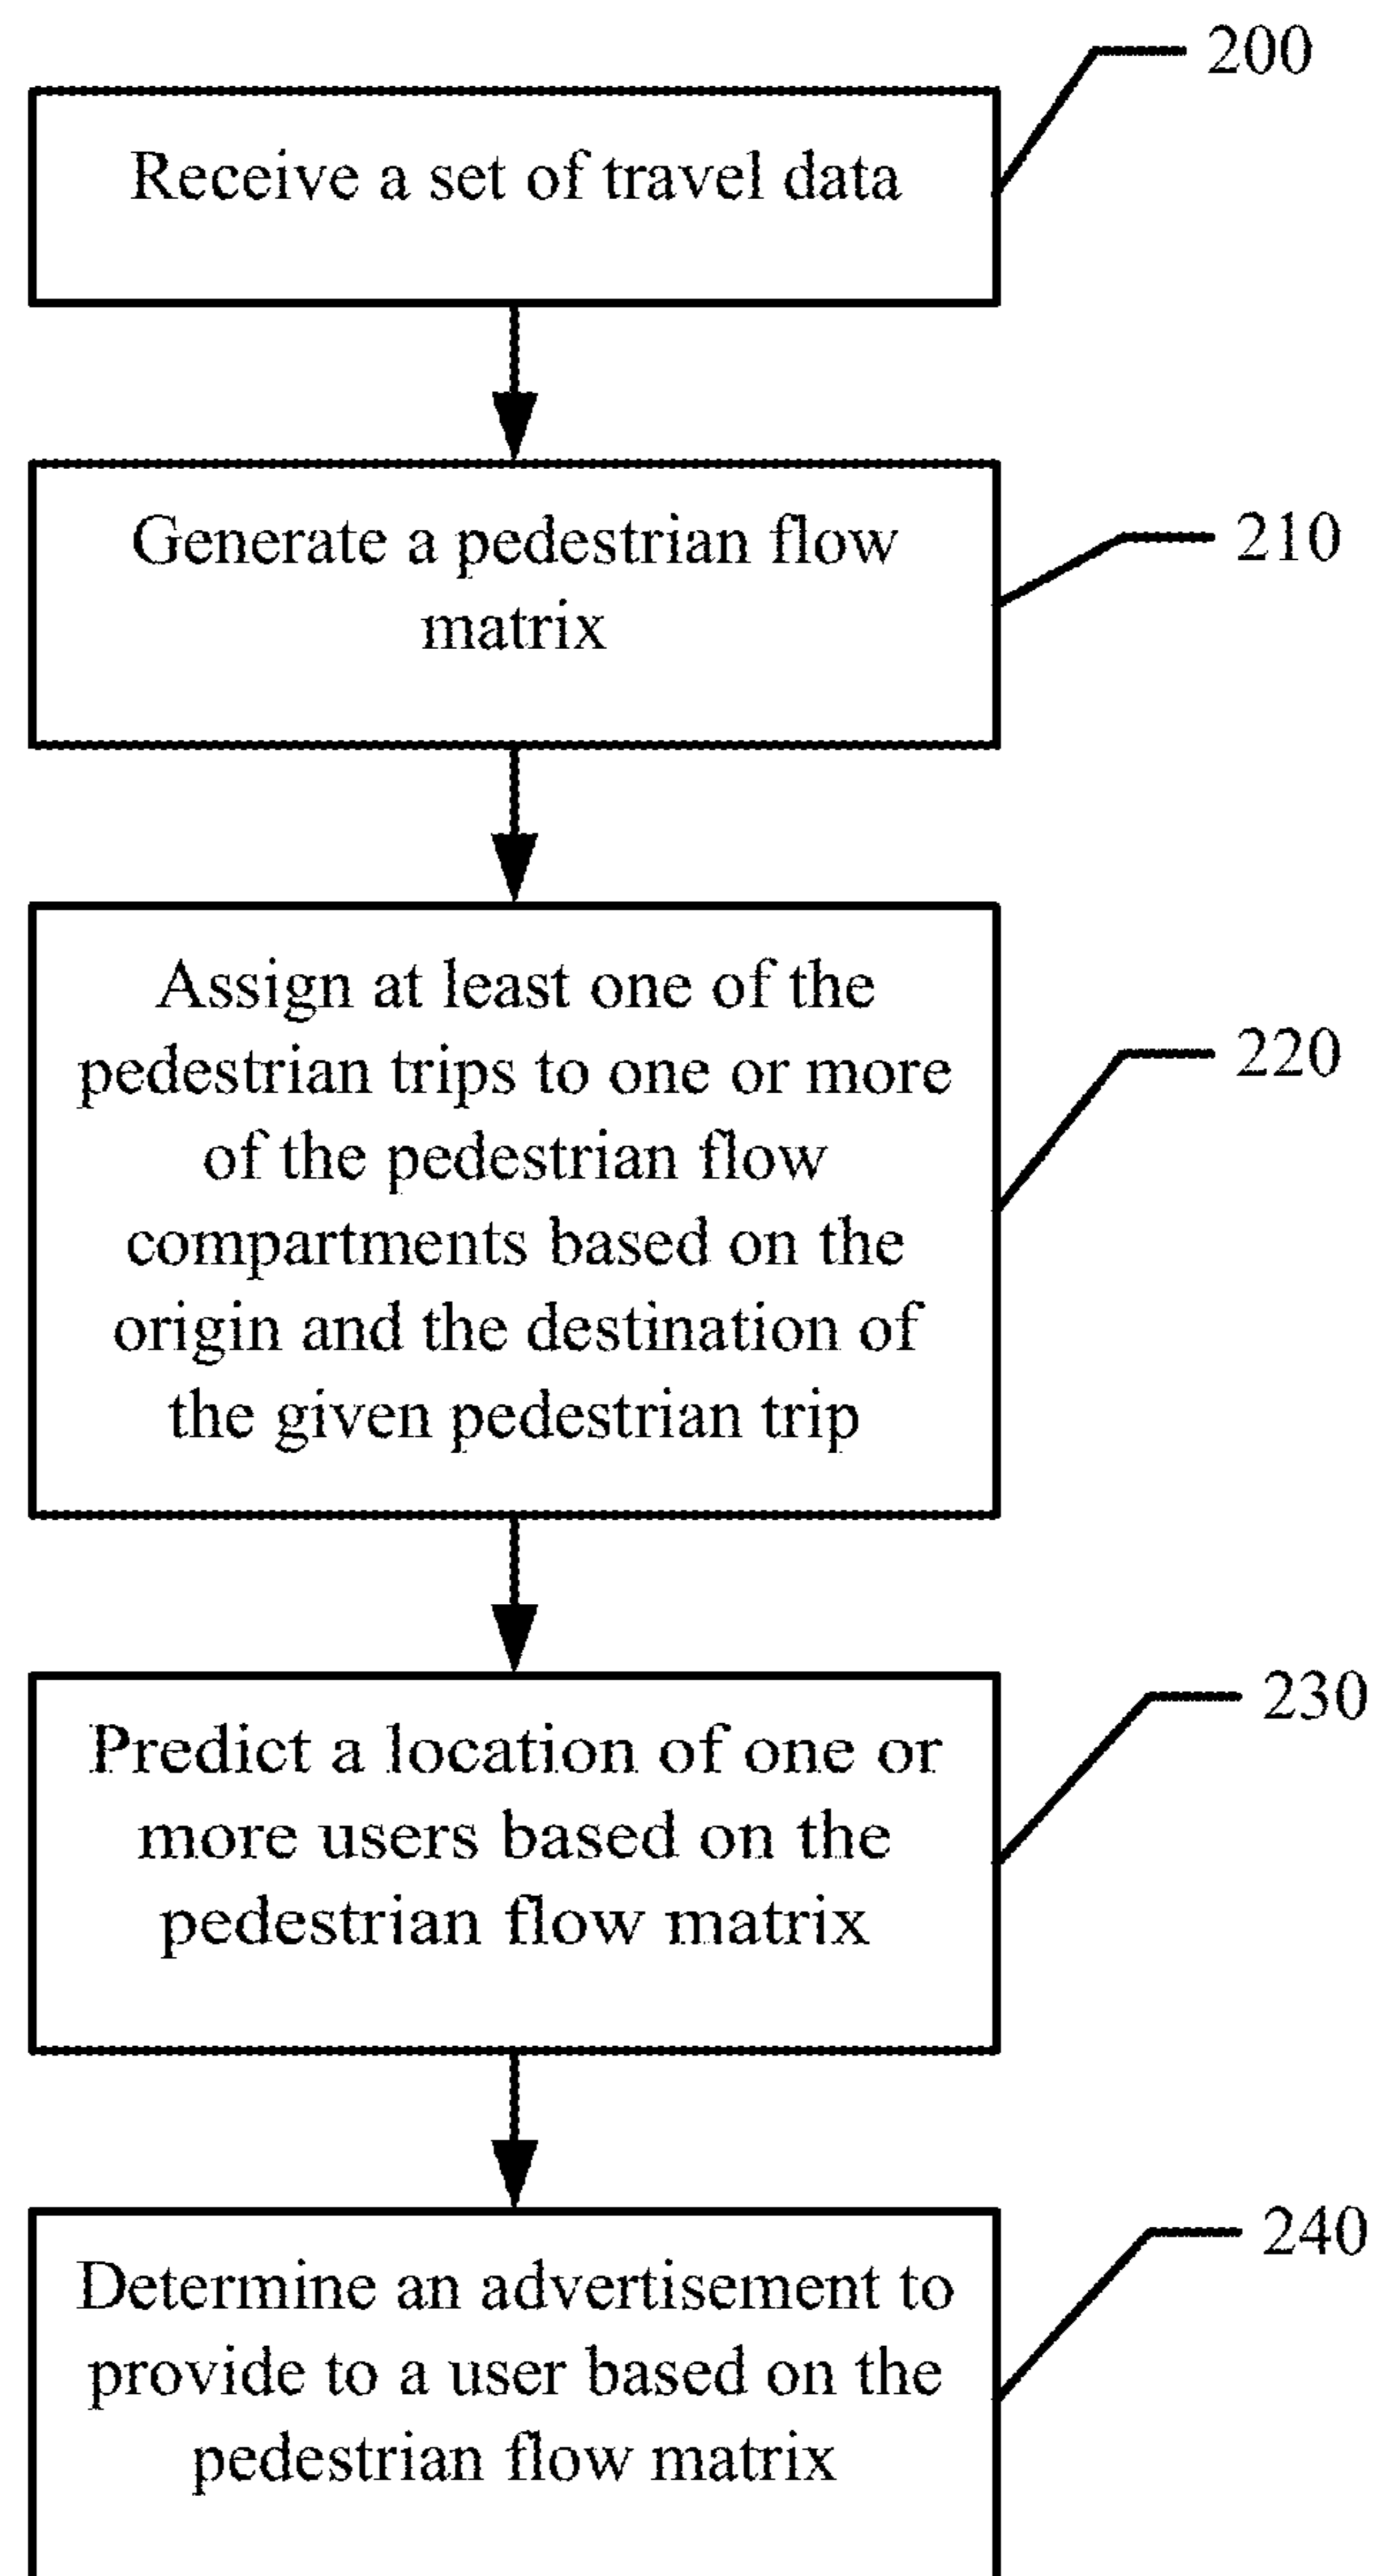 200
Receive a set of travel data
210
Generate a pedestrian flow
matrix
220
Assign at least one of the
pedestrian trips to one or more
of the pedestrian flow
compartments based on the
origin and the destination of
the given pedestrian trip
230
Predict a location of one or
more users based on the
pedestrian flow matrix
240
Determine an advertisement to
provide to a user based on the
pedestrian flow matrix